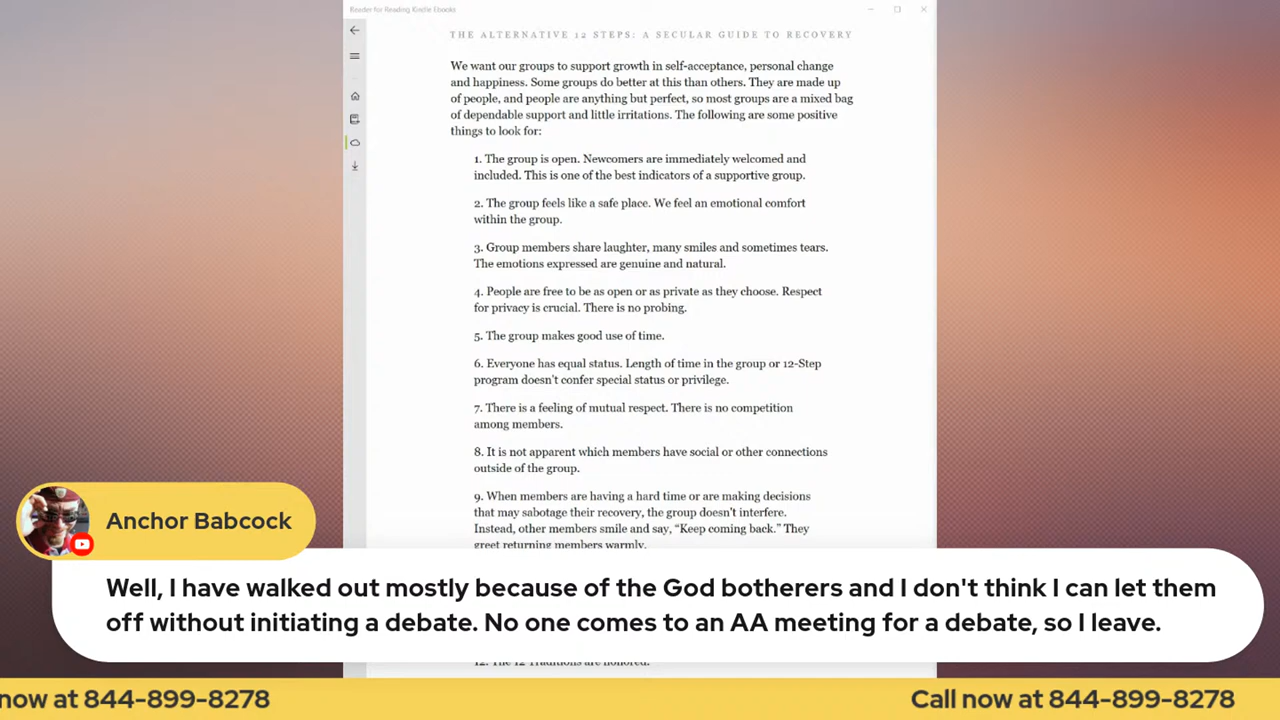 Reader for Reading Kindle Ebooks
THE ALTERNATIVE 12 STEPS: A SECULAR GUIDE TO RECOVERY
We want our groups to support growth in self-acceptance, personal change
and happiness. Some groups do better at this than others. They are made up
of people, and people are anything but perfect, so most groups are a mixed bag
of dependable support and little irritations. The following are some positive
things to look for:
1. The group is open. Newcomers are immediately welcomed and
included. This is one of the best indicators of a supportive group.
2. The group feels like a safe place. We feel an emotional comfort
within the group.
3. Group members share laughter, many smiles and sometimes tears.
The emotions expressed are genuine and natural.
4. People are free to be as open or as private as they choose. Respect
for privacy is crucial. There is no probing.
5. The group makes good use of time.
6. Everyone has equal status. Length of time in the group or 12-Step
program doesn't confer special status or privilege.
7. There is a feeling of mutual respect. There is no competition
among members.
8. It is not apparent which members have social or other connections
outside of the group.
9. When members are having a hard time or are making decisions
that may sabotage their recovery, the group doesn't interfere.
Instead, other members smile and say, “Keep coming back.” They
greet returning members warmly.
Anchor Babcock
Well, I have walked out mostly because of the God botherers and I don't think I can let them
off without initiating a debate. No one comes to an AA meeting for a debate, so I leave.
12. The 12 Traditions are honored.
now at 844-899-8278
Call now at 844-899-8278